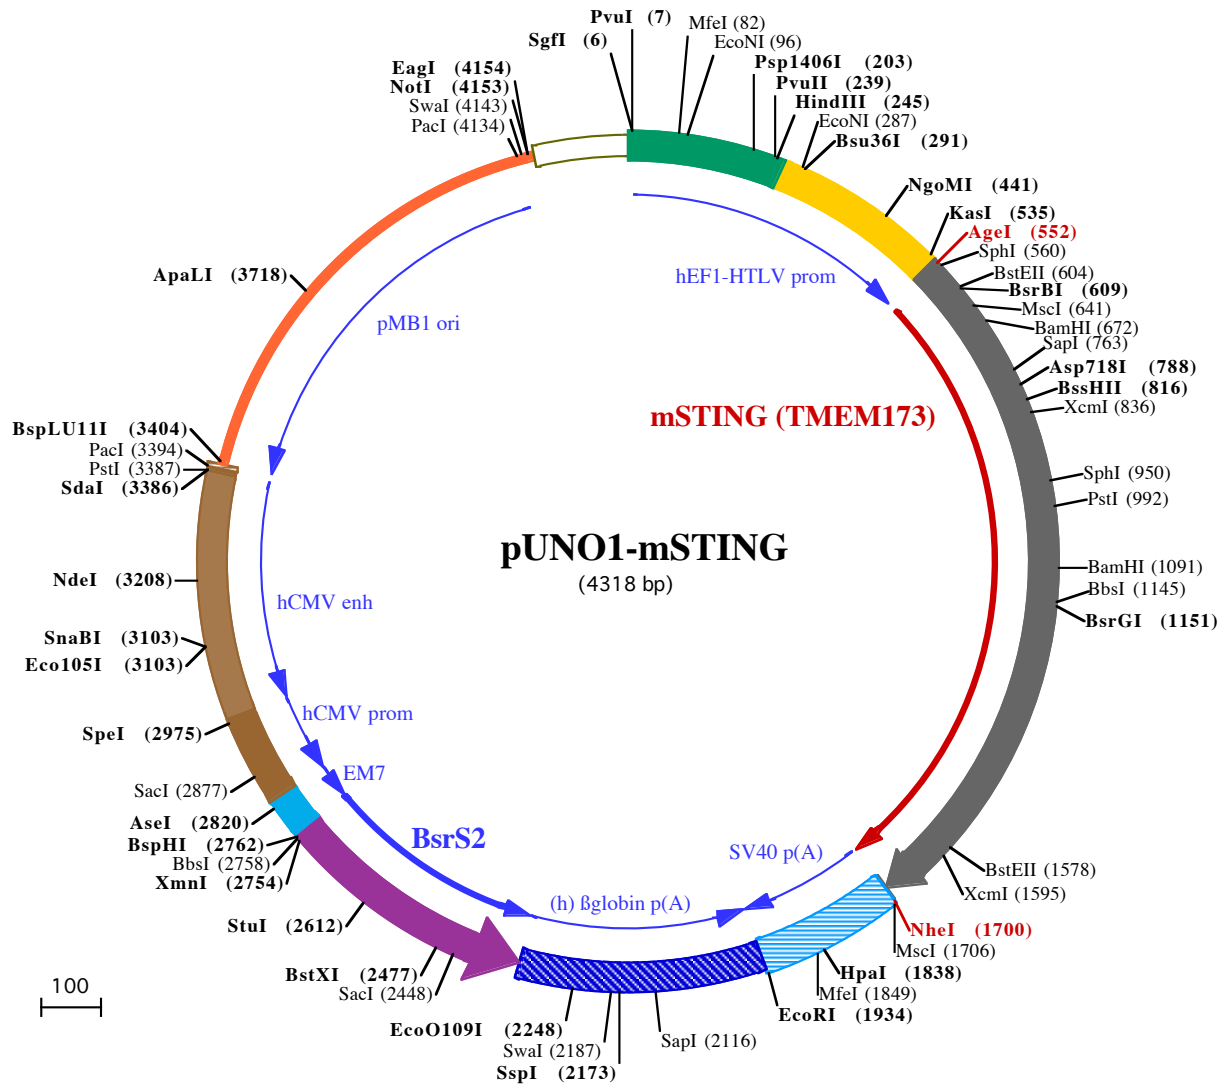 PvuI (7)
SgfI (6)
MfeI (82)
EcoNI (96)
Psp1406I (203)
PvuII (239)
HindIII (245)
EcoNI (287)
Bsu36I (291)
NgoMI (441)
KasI (535)
AgeI (552)
SphI (560)
BstEII (604)
BsrBI (609)
MscI (641)
BamHI (672)
SapI (763)
Asp718I (788)
BssHII (816)
XcmI (836)
SphI (950)
PstI (992)
BamHI (1091)
BbsI (1145)
BsrGI (1151)
BstEII (1578)
XcmI (1595)
NheI (1700)
MscI (1706)
HpaI (1838)
MfeI (1849)
EcoRI (1934)
SapI (2116)
SspI (2173)
SwaI (2187)
EcoO109I (2248)
SacI (2448)
BstXI (2477)
StuI (2612)
XmnI (2754)
BbsI (2758)
BspHI (2762)
AseI (2820)
SacI (2877)
SpeI (2975)
Eco105I (3103)
SnaBI (3103)
NdeI (3208)
SdaI (3386)
PstI (3387)
PacI (3394)
BspLU11I (3404)
ApaLI (3718)
PacI (4134)
SwaI (4143)
NotI (4153)
EagI (4154)
hEF1-HTLV prom
pMB1 ori
mSTING (TMEM173)
pUNO1-mSTING
(4318 bp)
hCMV enh
hCMV prom
EM7
BsrS2
SV40 p(A)
(h) ßglobin p(A)
100